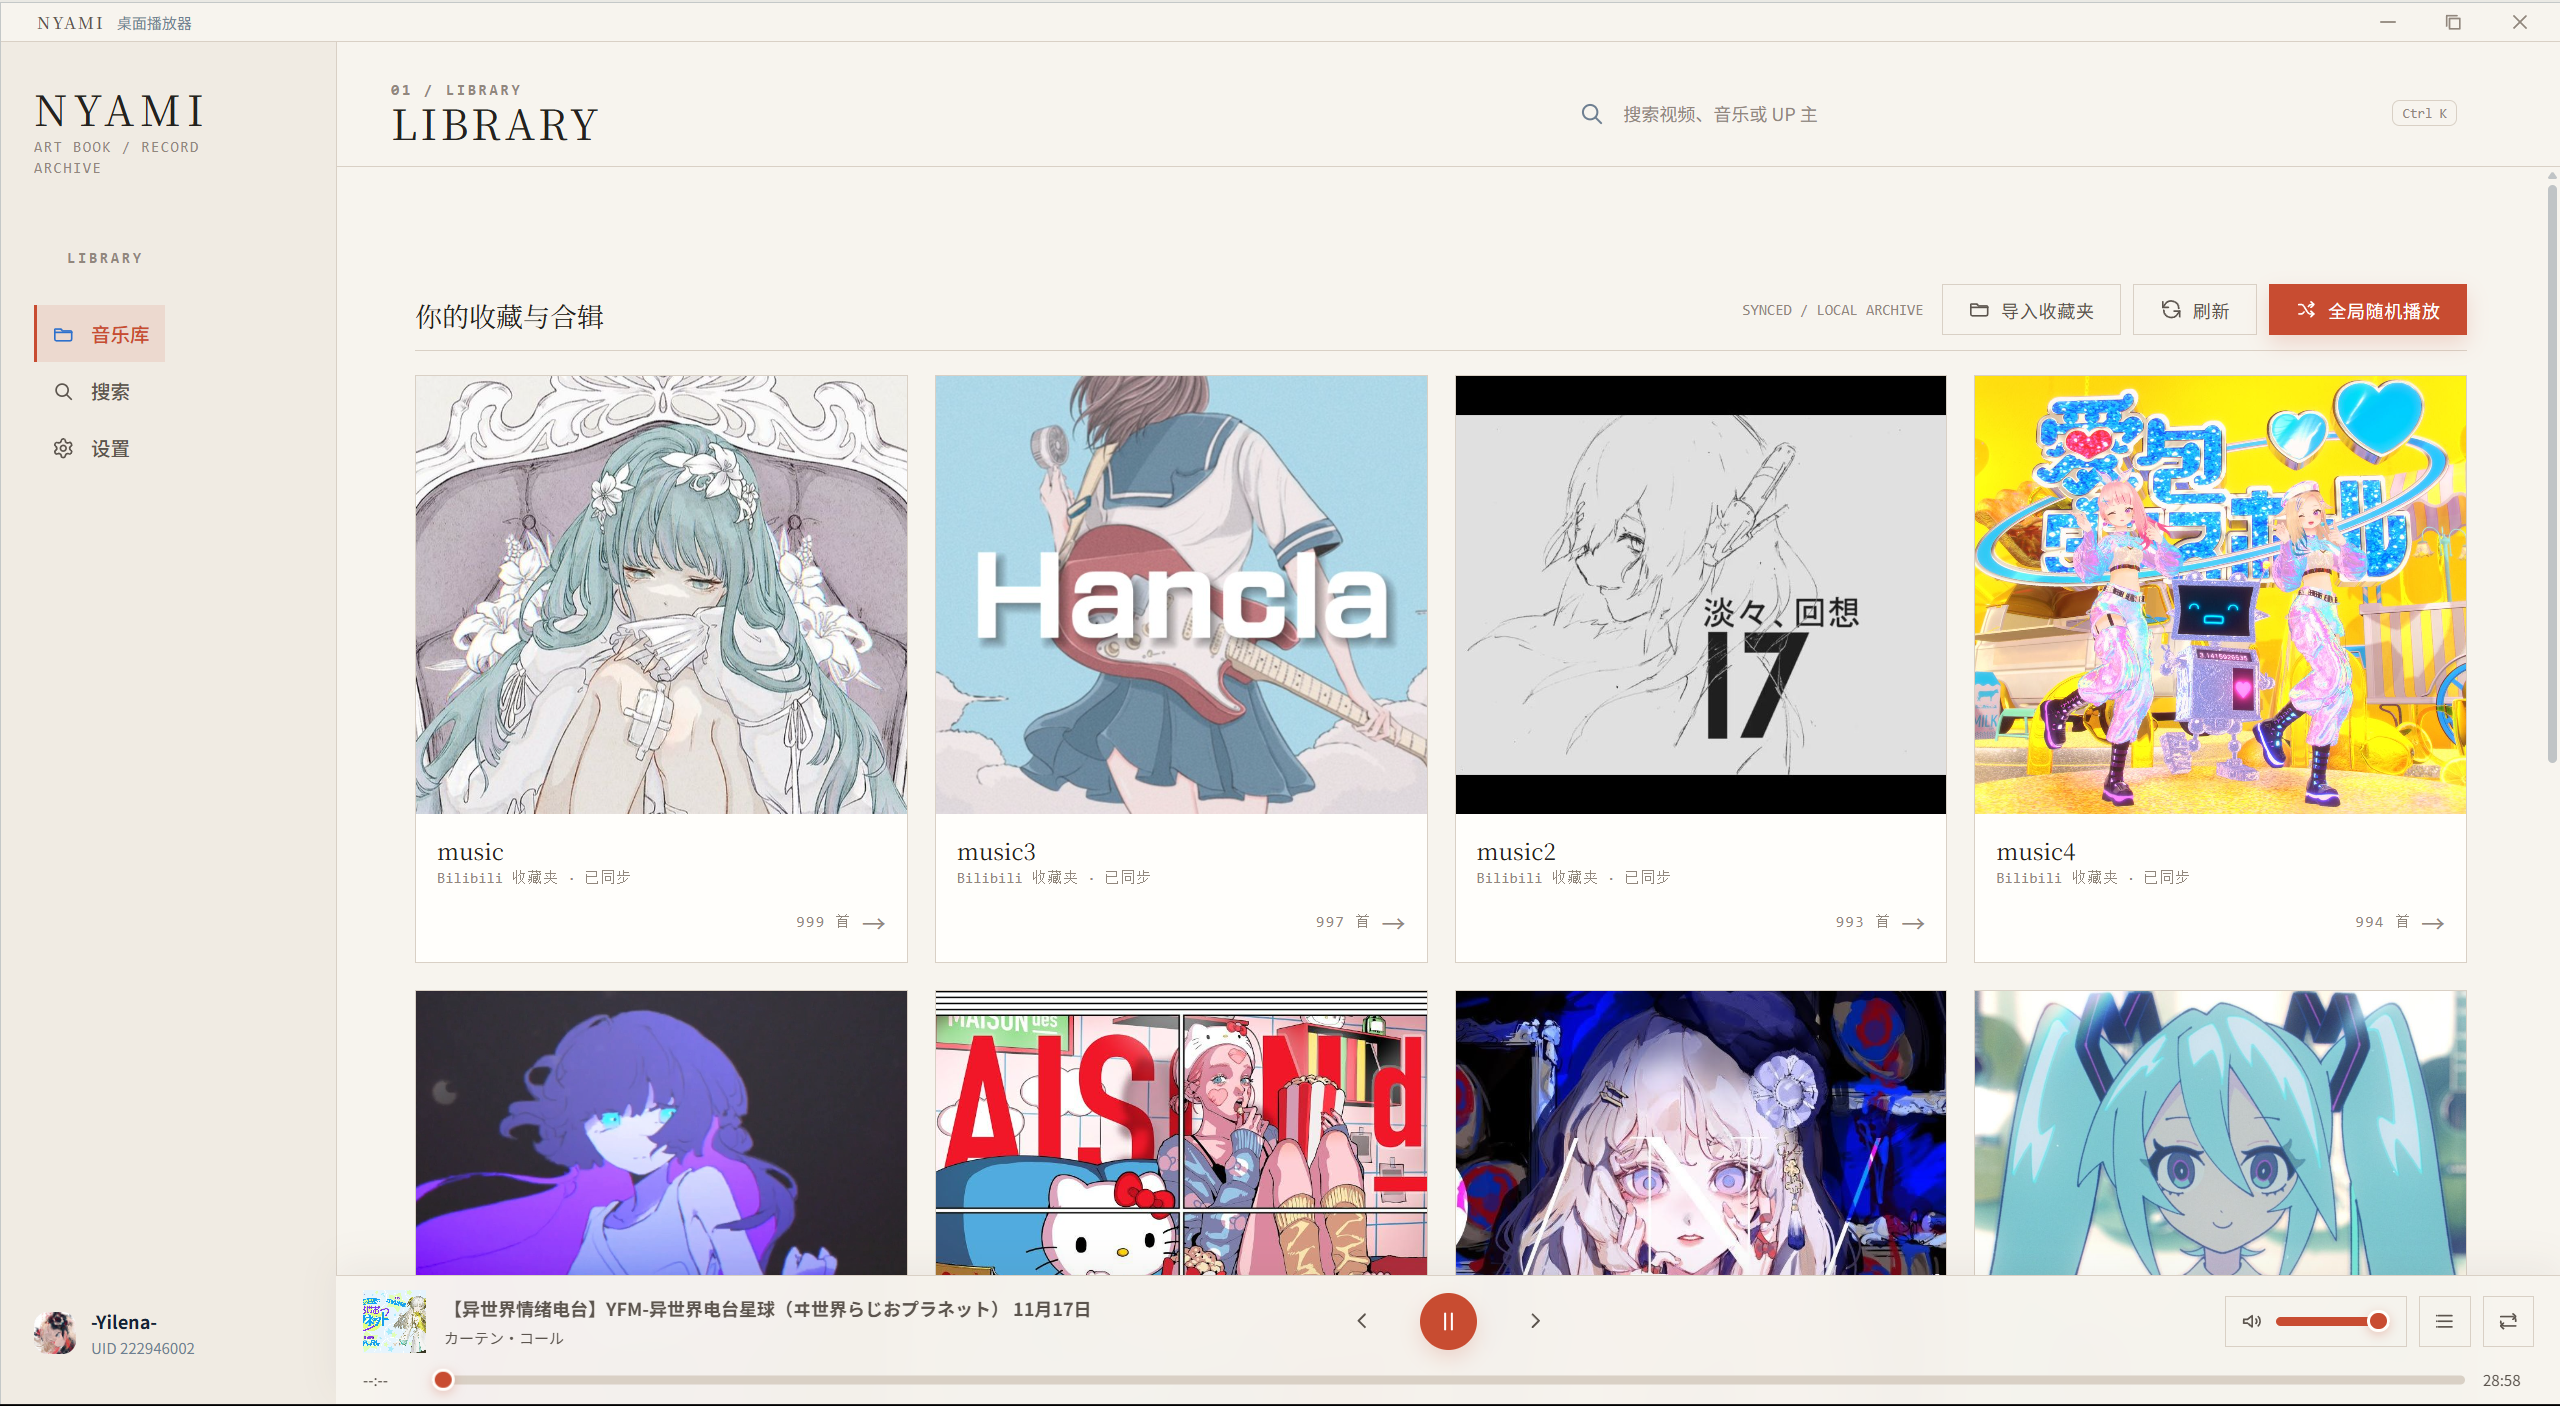 NYAMI 桌面播放器
NYAMI
ART BOOK / RECORD
ARCHIVE
LIBRARY
音乐库
搜索
设置
01 / LIBRARY
LIBRARY
搜索视频、音乐或 UP 主
Ctrl K
你的收藏与合辑
SYNCED / LOCAL ARCHIVE
导入收藏夹
刷新
全局随机播放
Hancla
淡々、回想
17
3.1415926535
MILK
music
Bilibili 收藏夹 · 已同步
999 首
music3
Bilibili 收藏夹 · 已同步
997 首
music2
Bilibili 收藏夹 · 已同步
993 首
music4
Bilibili 收藏夹 · 已同步
994 首
MAISON des
AISONd
-Yilena-
UID 222946002
【异世界情绪电台】YFM-异世界电台星球（ヰ世界らじおプラネット） 11月17日
カーテン・コール
--:--
28:58